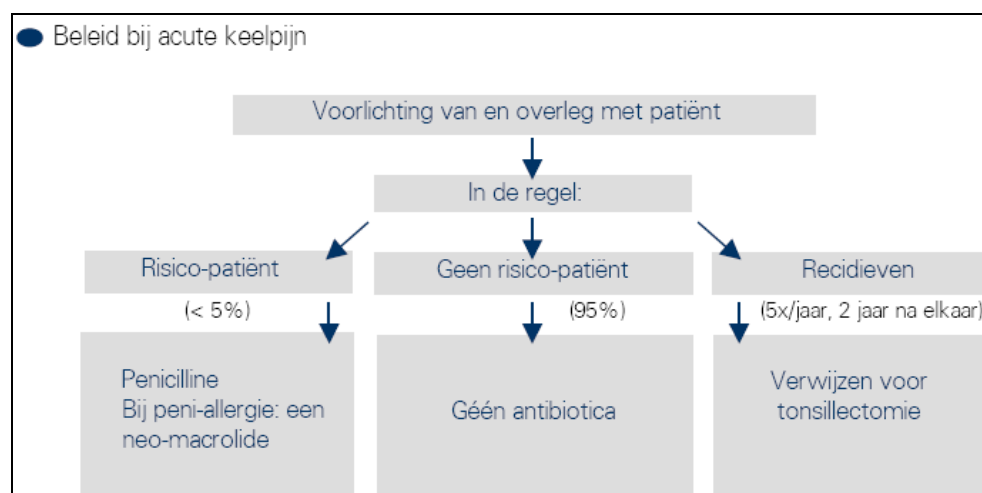 Beleid bij acute keelpijn
Voorlichting van en overleg met patiënt
In de regel:
Risico-patiënt
Geen risico-patiënt
Recidieven
(< 5%)
(95%)
(5x/jaar, 2 jaar na elkaar)
Penicilline
Bij peni-allergie: een
neo-macrolide
Géén antibiotica
Verwijzen voor
tonsillectomie